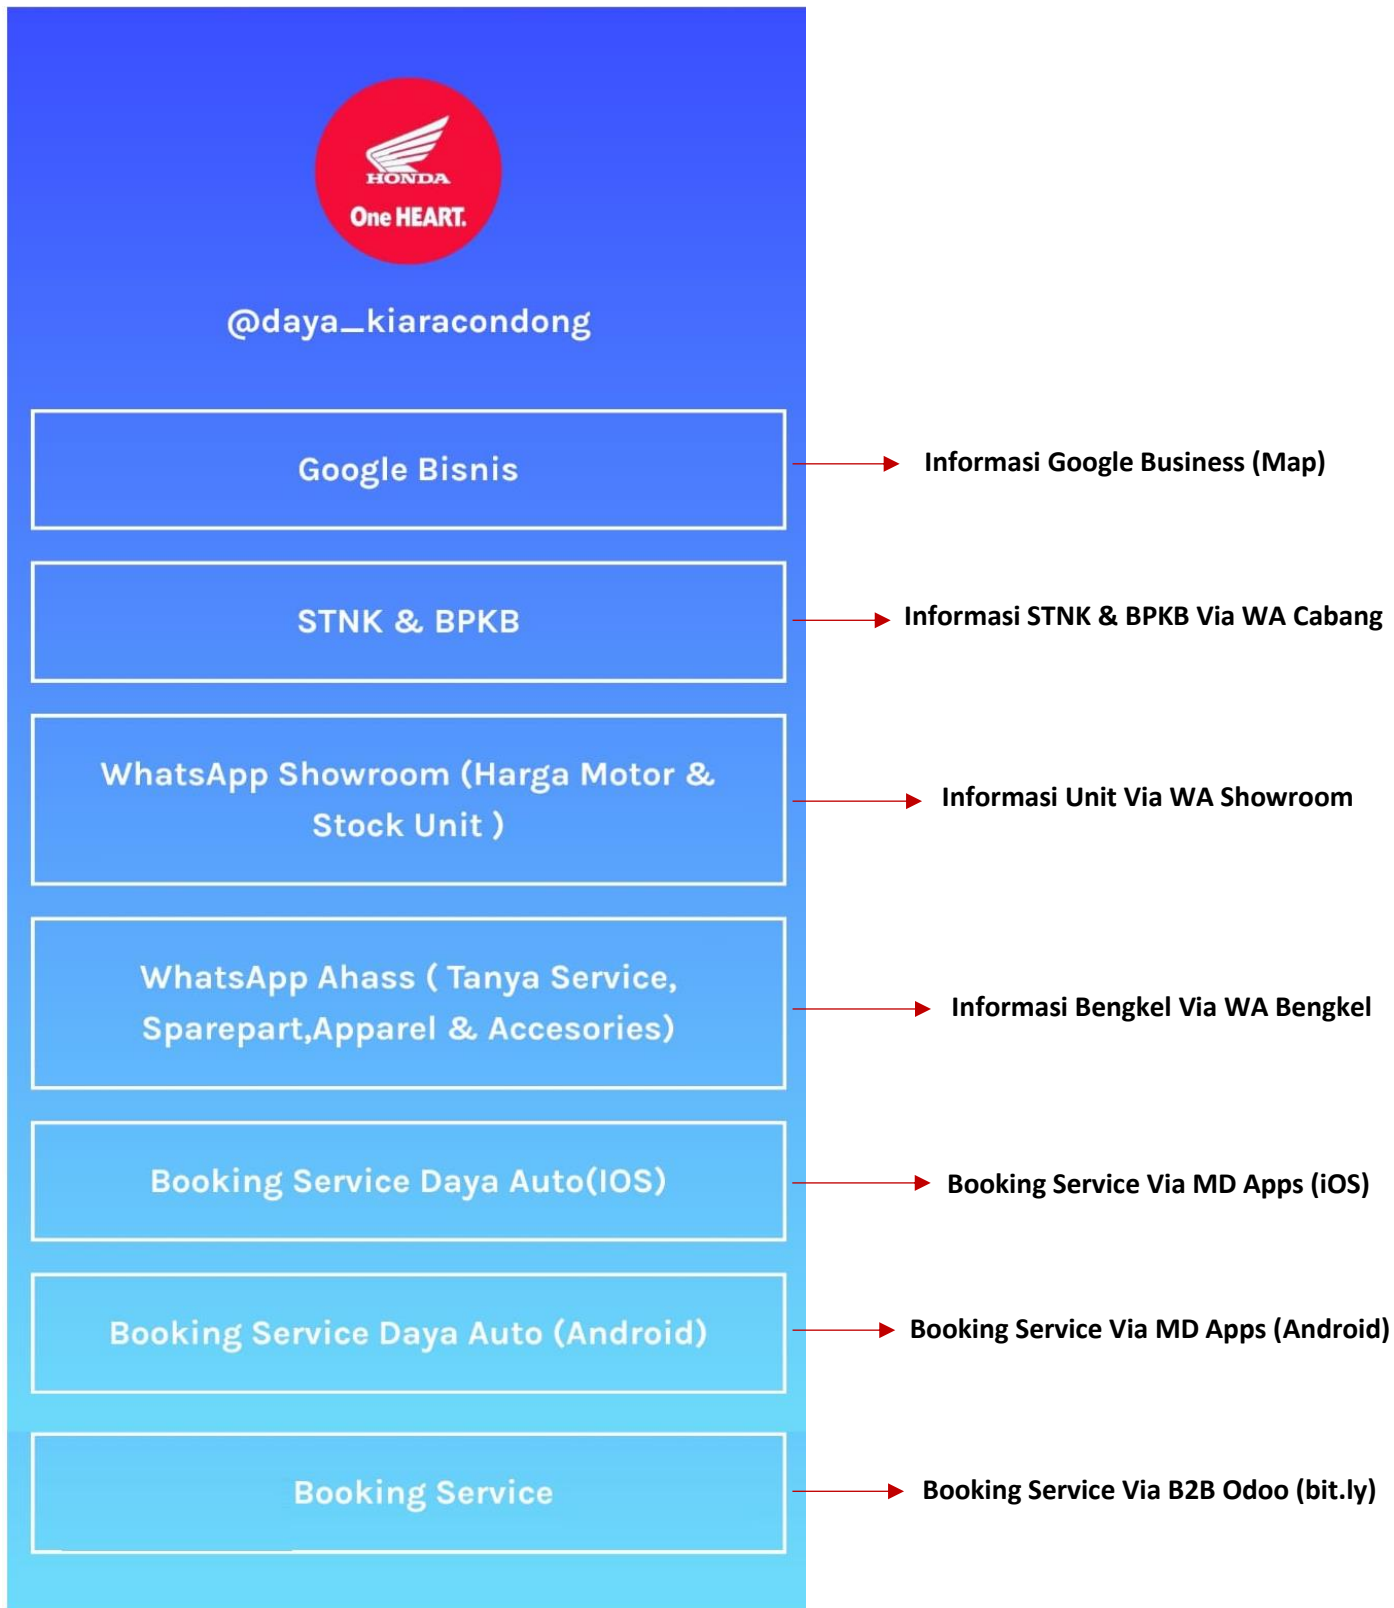 HONDA
One HEART.
@daya_kiaracondong
Google Bisnis
Informasi Google Business (Map)
STNK & BPKB
Informasi STNK & BPKB Via WA Cabang
WhatsApp Showroom (Harga Motor &
Stock Unit )
Informasi Unit Via WA Showroom
WhatsApp Ahass ( Tanya Service,
Sparepart,Apparel & Accesories)
Informasi Bengkel Via WA Bengkel
Booking Service Daya Auto(IOS)
Booking Service Via MD Apps (iOS)
Booking Service Daya Auto (Android)
Booking Service Via MD Apps (Android)
Booking Service
Booking Service Via B2B Odoo (bit.ly)